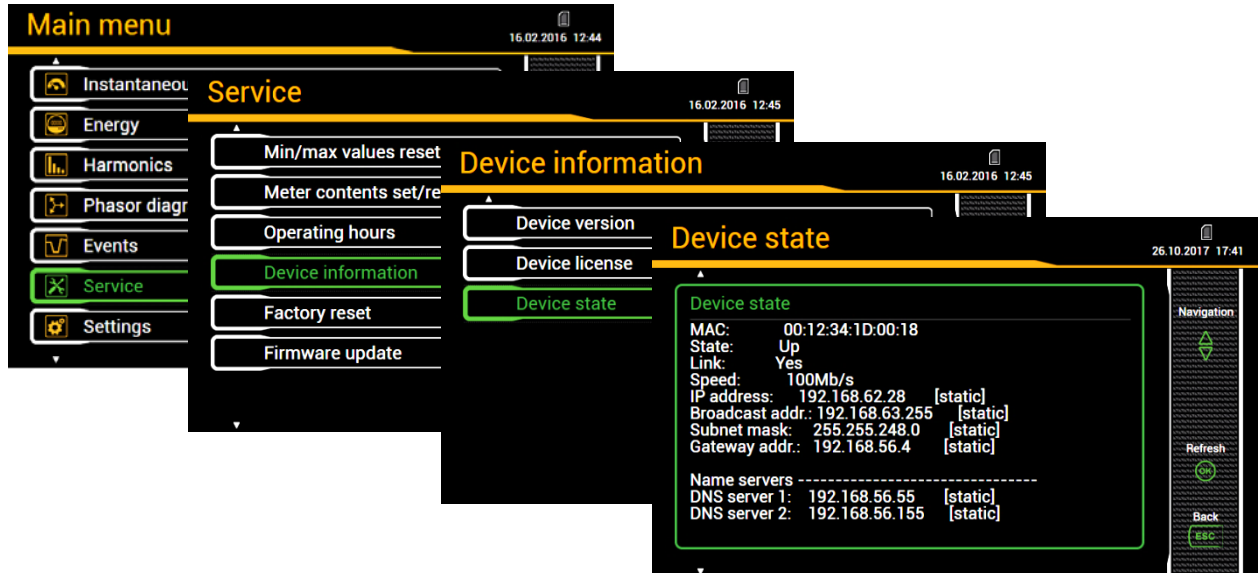 Main menu
16.02.2016 12:44
Energy
Harmonics
Events
Service
Settings
Service
16.02.2016 12:45
Min/max values reset
Meter contents
Operating hours
Device information
Factory reset
Firmware update
Device information
16.02.2016 12:45
Device version
Device license
Device state
Device state
26.10.2017 17:41
Device state
MAC: 00:12:34:1D:00:18
State: Up
Link: Yes
Speed: 100Mb/s
IP address: 192.168.62.28 [static]
Broadcast addr.: 192.168.63.255 [static]
Subnet mask: 255.255.248.0 [static]
Gateway addr.: 192.168.56.4 [static]
Name servers --------------------------------
DNS server 1: 192.168.56.55 [static]
DNS server 2: 192.168.56.155 [static]
Navigation
Refresh
OK
Back
ESC